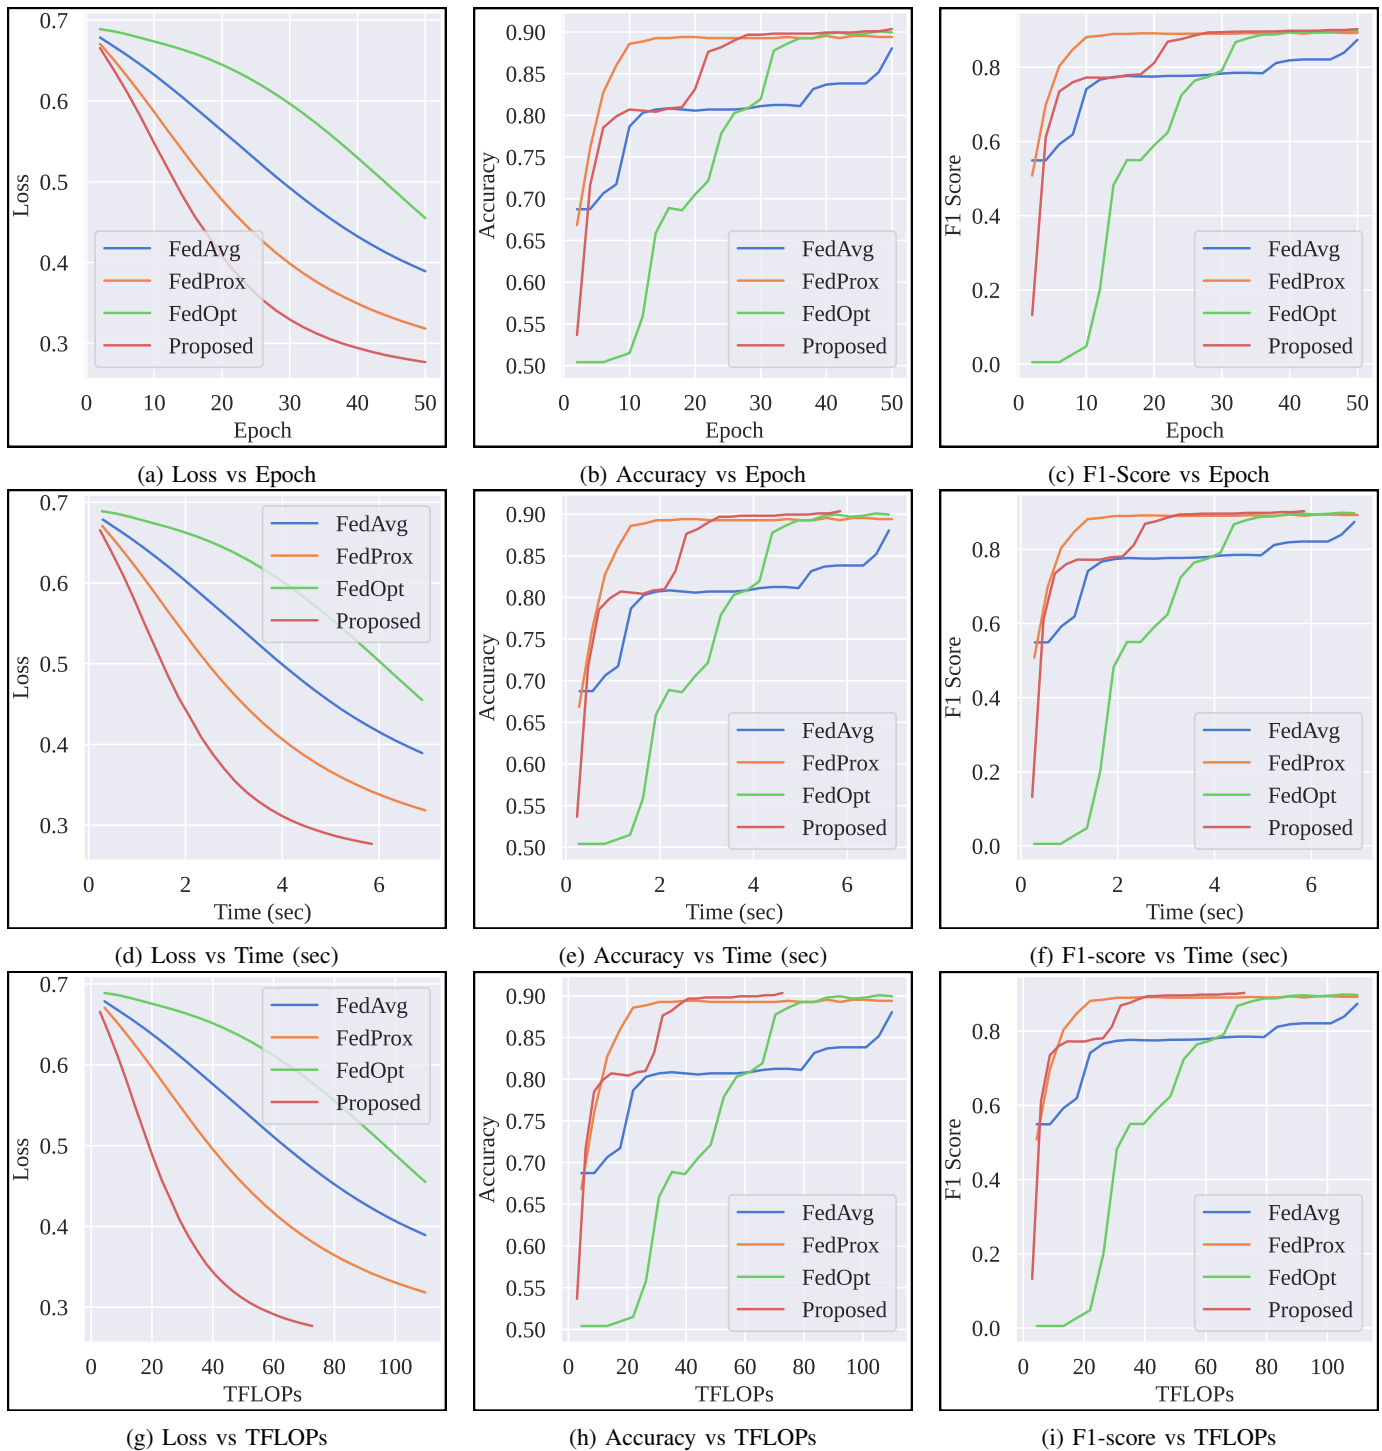 0.7
0.6
0.5
0.4
0.3
Loss
FedAvg
FedProx
FedOpt
Proposed
0 10 20 30 40 50
Epoch
(a) Loss vs Epoch
0.90
0.85
0.80
0.75
0.70
0.65
0.60
0.55
0.50
Accuracy
FedAvg
FedProx
FedOpt
Proposed
0 10 20 30 40 50
Epoch
(b) Accuracy vs Epoch
0.8
0.6
0.4
0.2
0.0
F1 Score
FedAvg
FedProx
FedOpt
Proposed
0 10 20 30 40 50
Epoch
(c) F1-Score vs Epoch
0.7
0.6
0.5
0.4
0.3
Loss
FedAvg
FedProx
FedOpt
Proposed
0 2 4 6
Time (sec)
(d) Loss vs Time (sec)
0.90
0.85
0.80
0.75
0.70
0.65
0.60
0.55
0.50
Accuracy
FedAvg
FedProx
FedOpt
Proposed
0 2 4 6
Time (sec)
(e) Accuracy vs Time (sec)
0.8
0.6
0.4
0.2
0.0
F1 Score
FedAvg
FedProx
FedOpt
Proposed
0 2 4 6
Time (sec)
(f) F1-score vs Time (sec)
0.7
0.6
0.5
0.4
0.3
Loss
FedAvg
FedProx
FedOpt
Proposed
0 20 40 60 80 100
TFLOPs
(g) Loss vs TFLOPs
0.90
0.85
0.80
0.75
0.70
0.65
0.60
0.55
0.50
Accuracy
FedAvg
FedProx
FedOpt
Proposed
0 20 40 60 80 100
TFLOPs
(h) Accuracy vs TFLOPs
0.8
0.6
0.4
0.2
0.0
F1 Score
FedAvg
FedProx
FedOpt
Proposed
0 20 40 60 80 100
TFLOPs
(i) F1-score vs TFLOPs